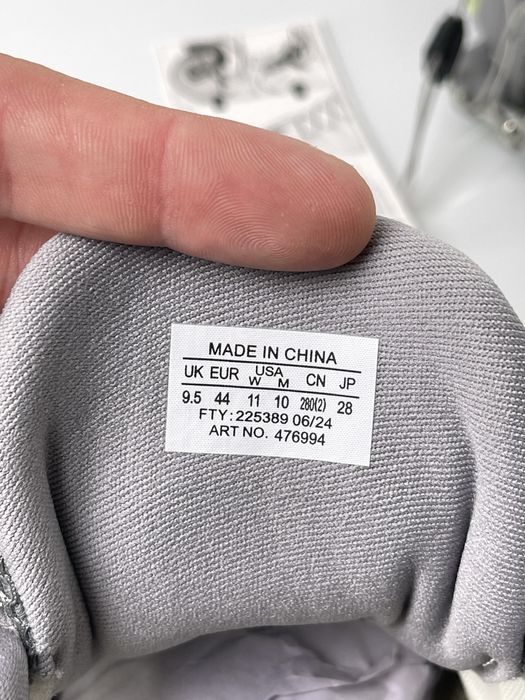 MADE IN CHINA
UK EUR USA W M CN JP
9.5 44 11 10 280(2) 28
FTY: 225389 06/24
ART NO. 476994